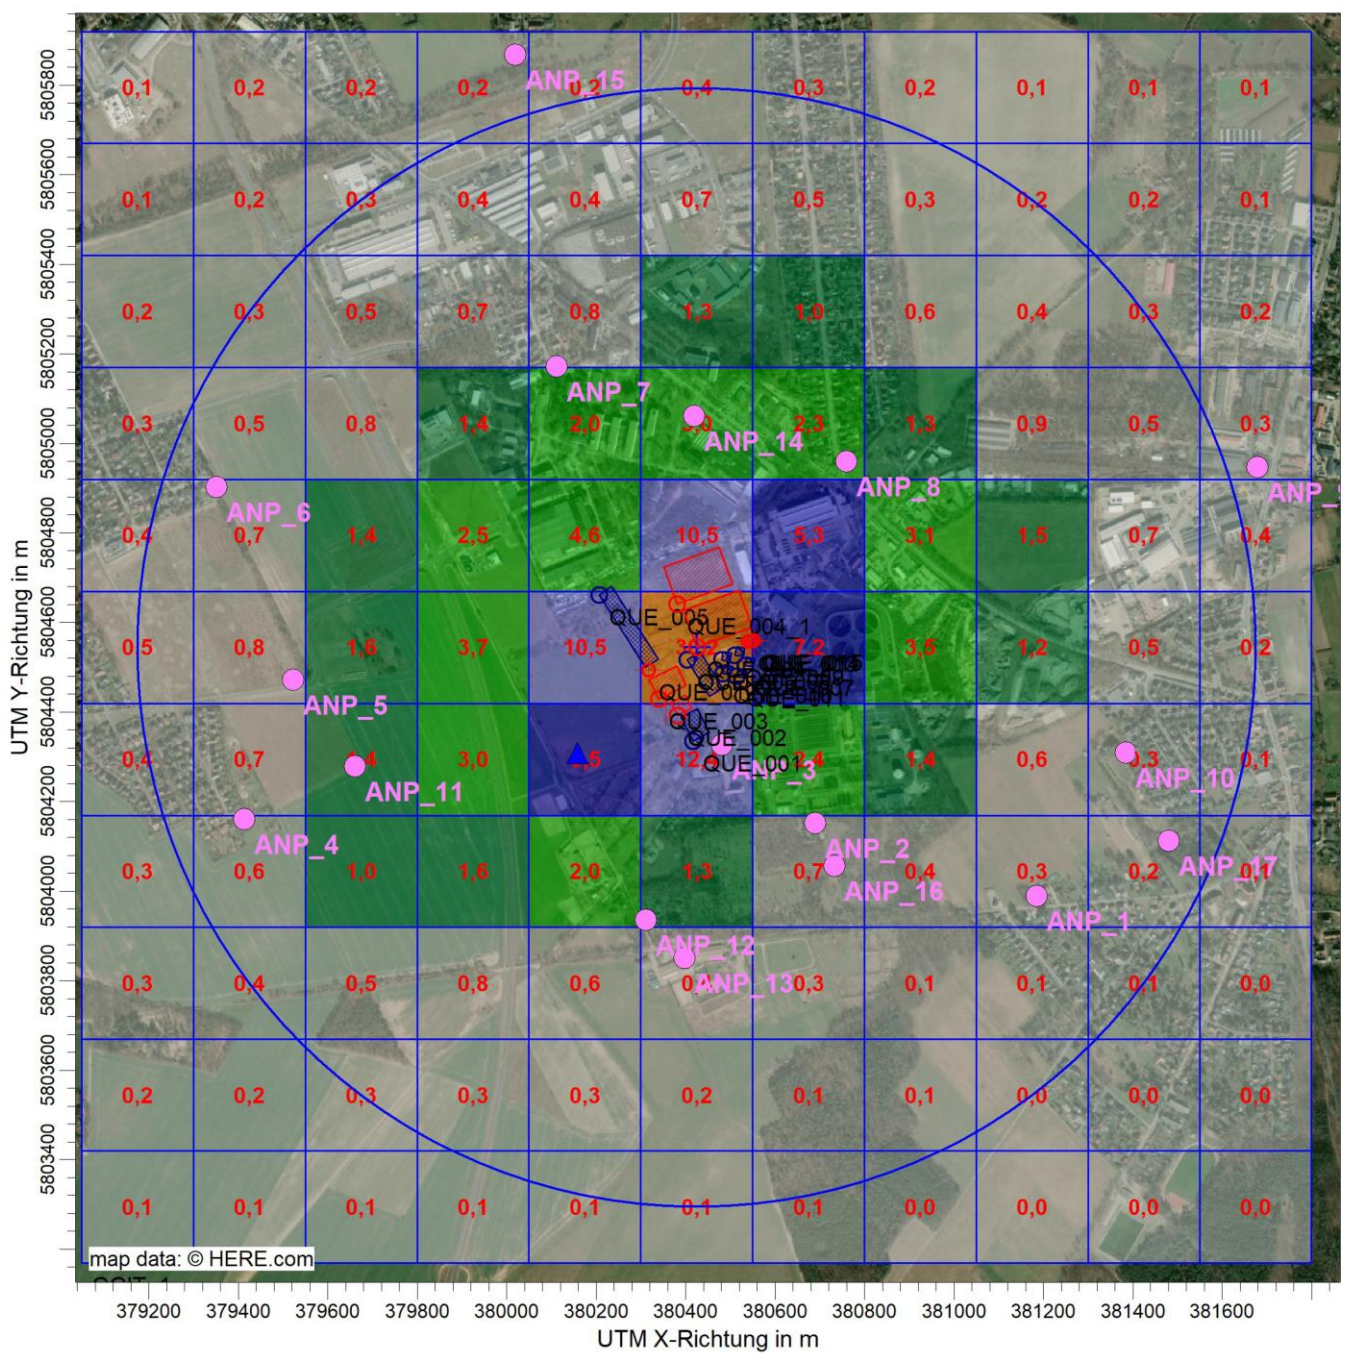 0,1 0,2 0,2 0,2 0,2 0,4 0,3 0,2 0,1 0,1 0,1
ANP_15
0,1 0,2 0,3 0,4 0,4 0,7 0,5 0,3 0,2 0,2 0,1
0,2 0,3 0,5 0,7 0,8 1,3 1,0 0,6 0,4 0,3 0,2
ANP_7
0,3 0,5 0,8 1,4 2,0 2,3 1,3 0,9 0,5 0,3
ANP_14
ANP_8
ANP_6
0,4 0,7 1,4 2,5 4,6 10,5 5,3 3,1 1,5 0,7 0,4
QUE_005
QUE_004_1
0,5 0,8 1,6 3,7 10,5 7,2 3,5 1,2 0,5 0,2
ANP_5
QUE_003
QUE_002
0,4 0,7 1,4 3,0 2,4 1,4 0,6 0,3 0,1
QUE_001
ANP_3
ANP_10
ANP_11
ANP_4
ANP_2
ANP_17
0,3 0,6 1,0 1,6 2,0 1,3 0,7 0,4 0,3 0,2 0,1
ANP_16
ANP_1
ANP_12
0,3 0,4 0,5 0,8 0,6 0,3 0,1 0,1 0,1 0,0
ANP_13
0,2 0,2 0,3 0,3 0,3 0,2 0,1 0,1 0,0 0,0 0,0
0,1 0,1 0,1 0,1 0,1 0,1 0,1 0,0 0,0 0,0 0,0
map data: © HERE.com
5805800
5805600
5805400
5805200
5805000
5804800
5804600
5804400
5804200
5804000
5803800
5803600
5803400
UTM Y-Richtung in m
379200 379400 379600 379800 380000 380200 380400 380600 380800 381000 381200 381400 381600
UTM X-Richtung in m